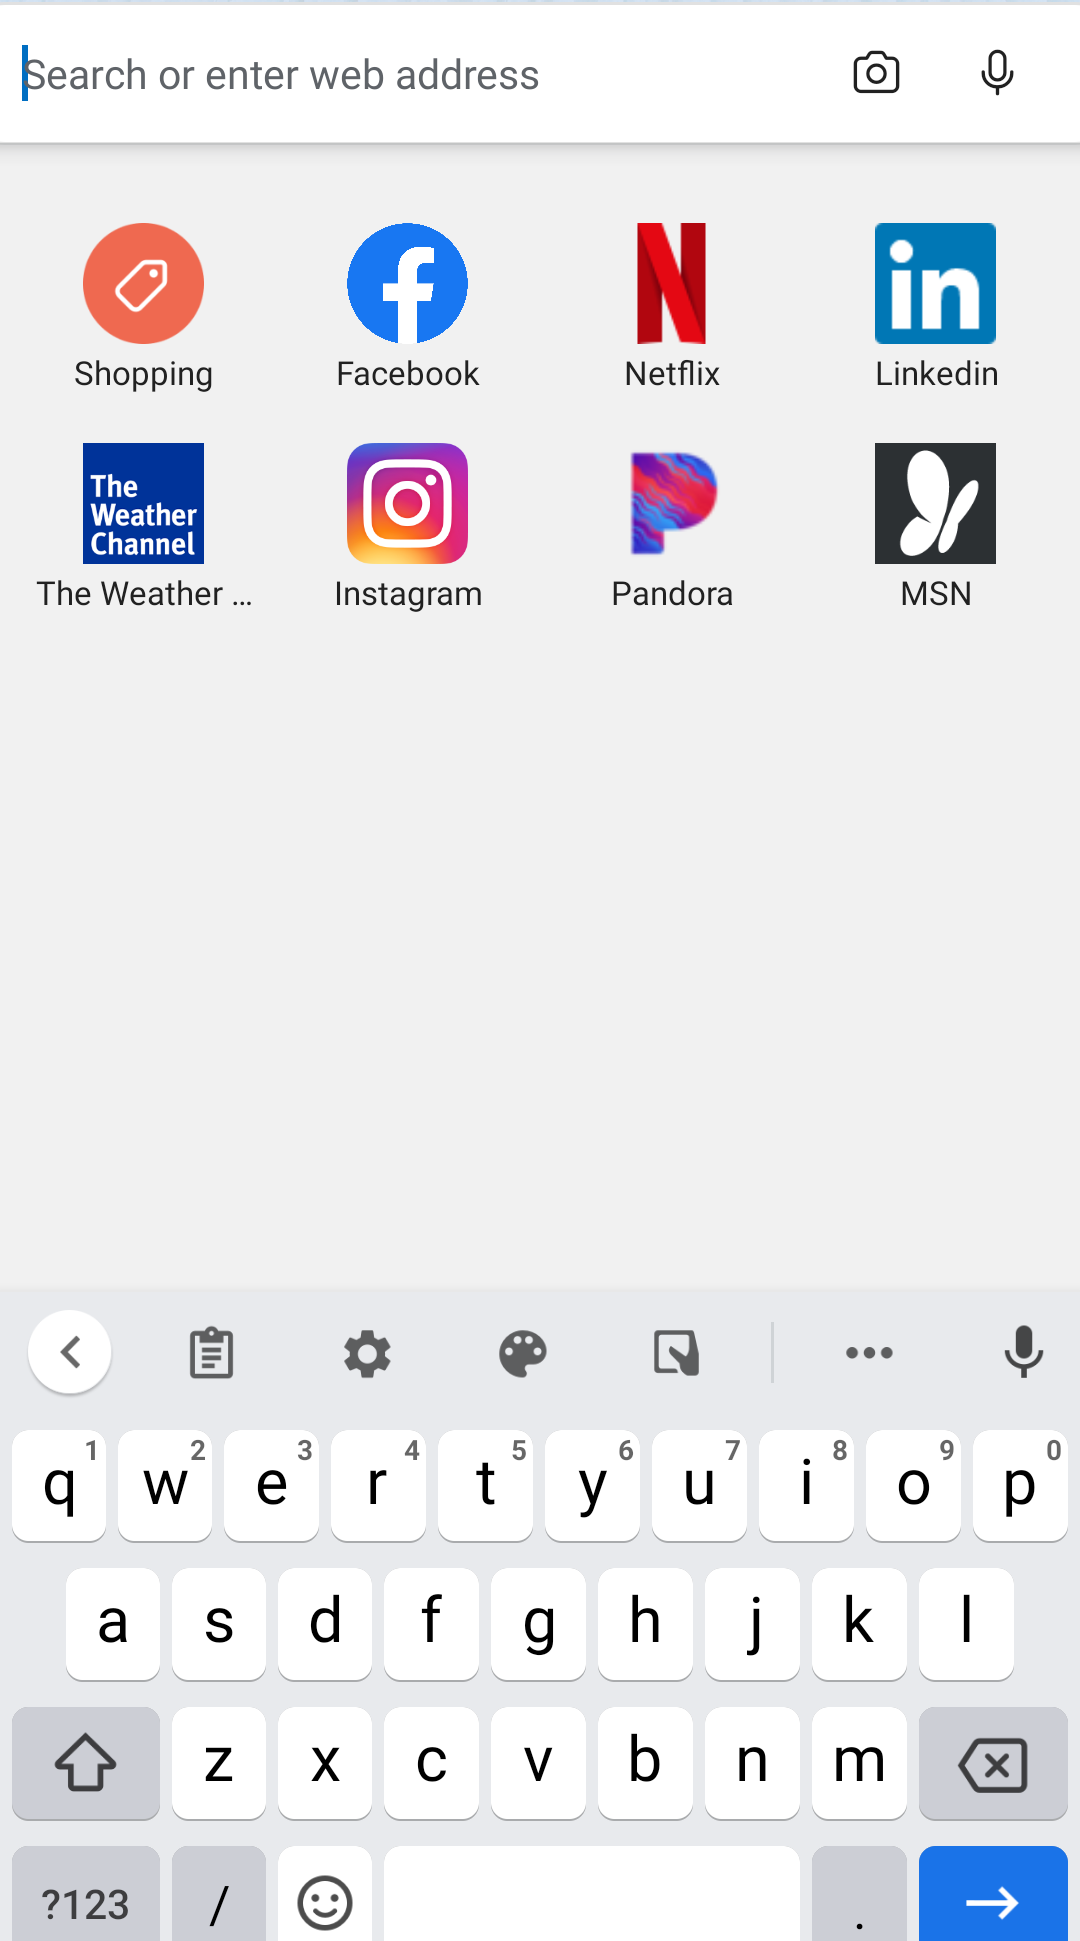 Search or enter web address
Shopping Facebook Netflix Linkedin
The
Weather
Channel
The Weather ... Instagram Pandora MSN
1 2 3 4 5 6 7 8 9 0
q w e r t y u i o p
a s d f g h j k l
z x c v b n m
?123 / .